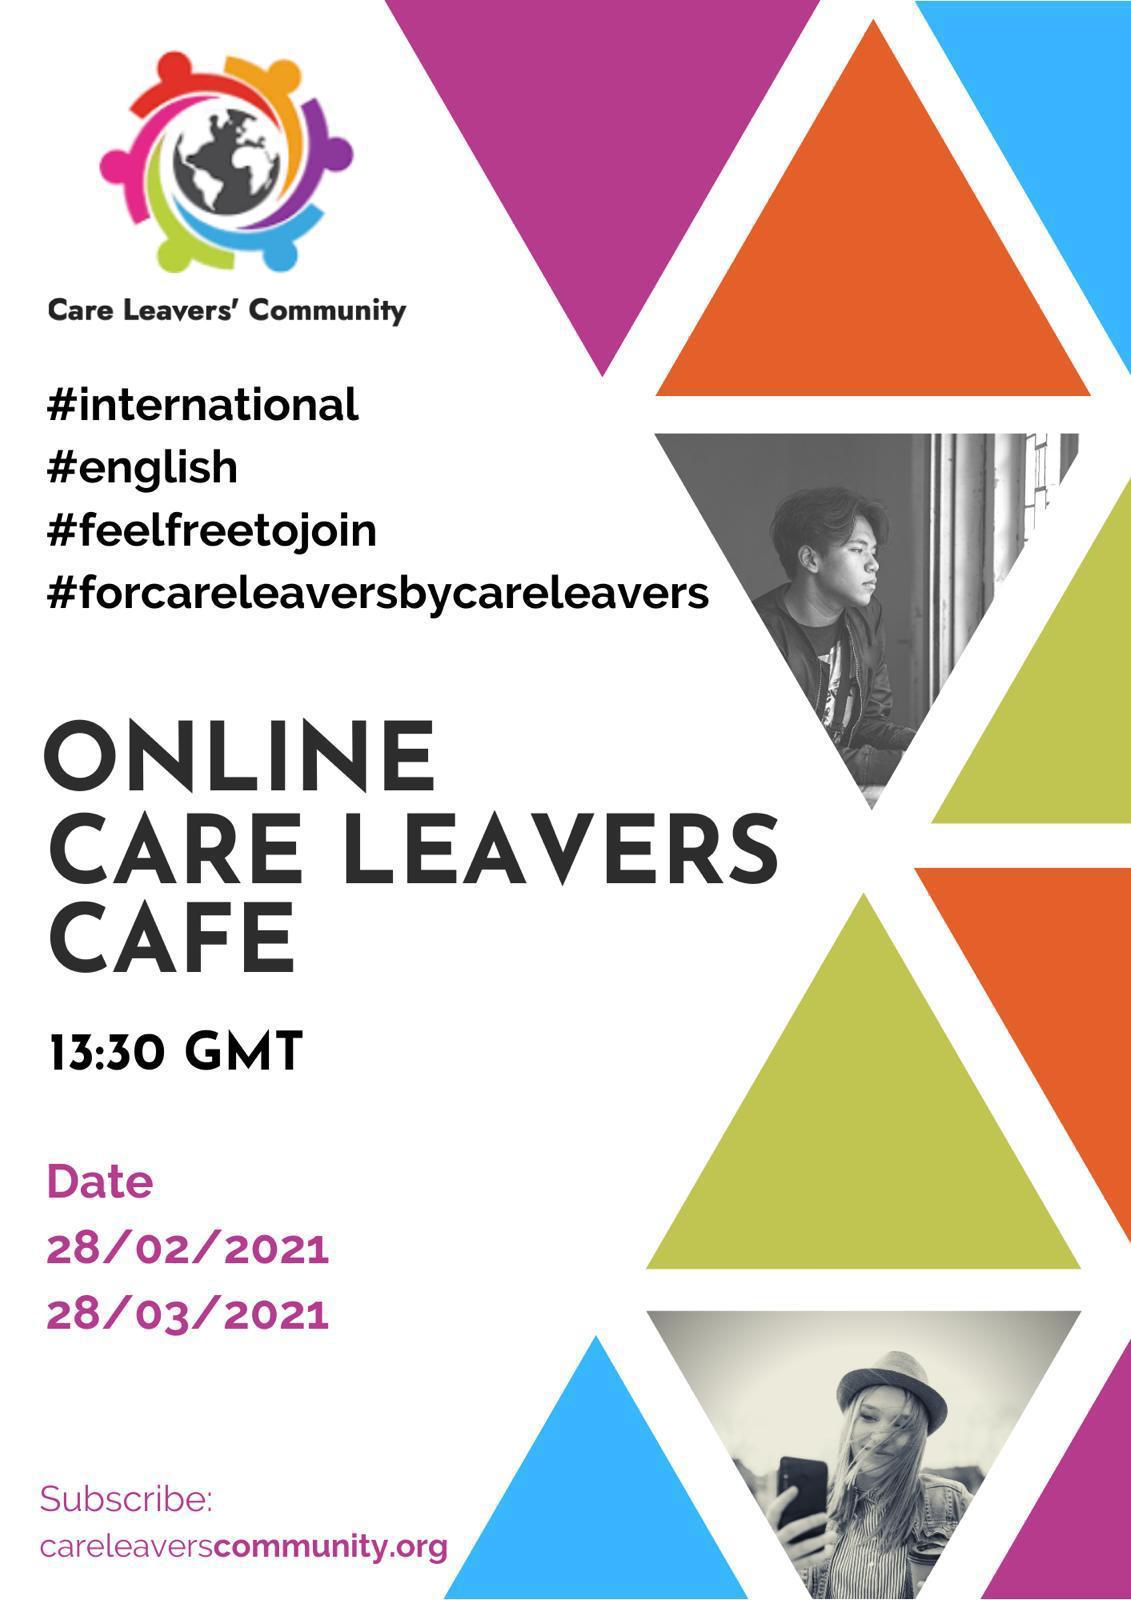 Care Leavers' Community
#international
#english
#feelfreetojoin
#forcareleaversbycareleavers
ONLINE
CARE LEAVERS
CAFE
13:30 GMT
Date
28/02/2021
28/03/2021
Subscribe:
careleaverscommunity.org